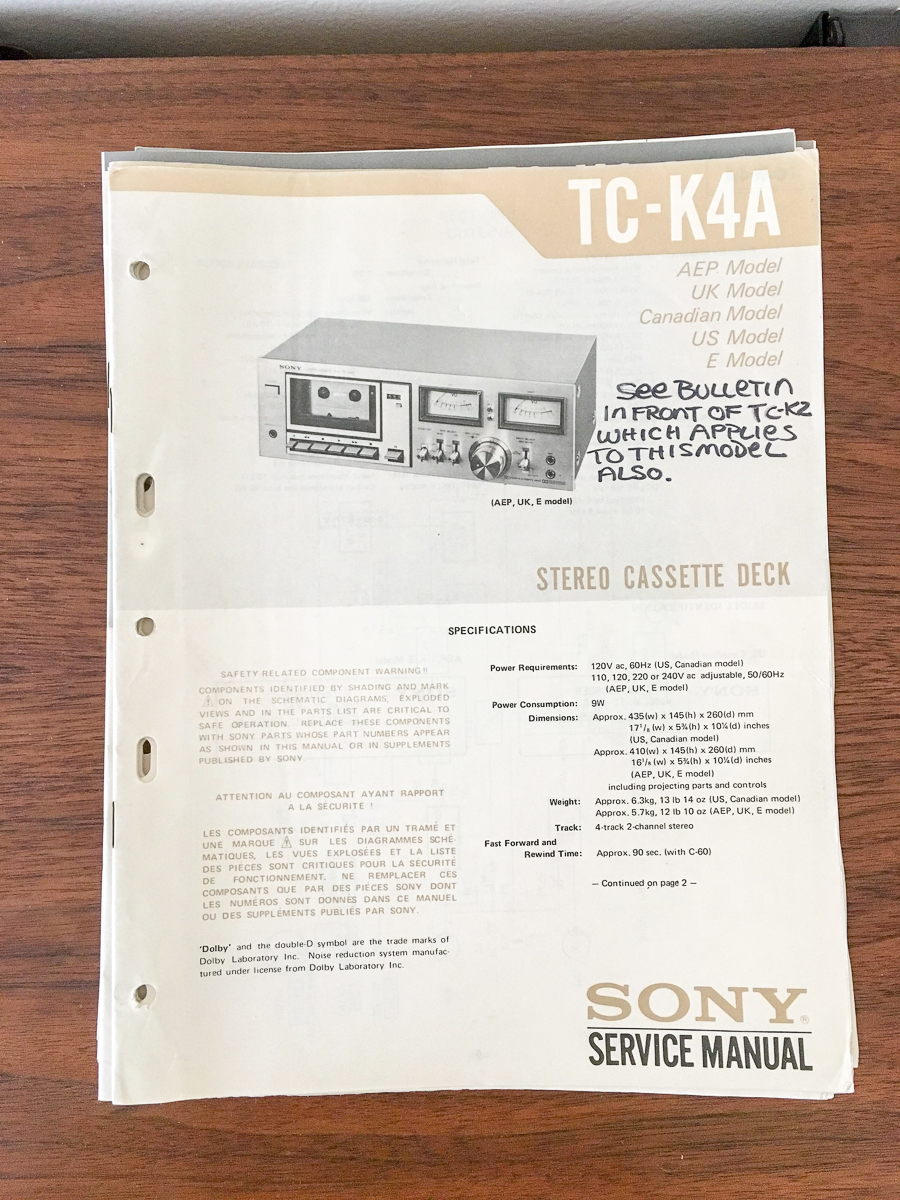 TC-K4A
AEP Model
UK Model
Canadian Model
US Model
E Model
See BULLETIN
IN FRONT OF TC-K2
WHICH APPLIES
TO THIS MODEL
ALSO.
SONY
(AEP, UK, E model)
STEREO CASSETTE DECK
SPECIFICATIONS
SAFETY-RELATED COMPONENT WARNING!!
COMPONENTS IDENTIFIED BY SHADING AND MARK
⚠ ON THE SCHEMATIC DIAGRAMS, EXPLODED
VIEWS AND IN THE PARTS LIST ARE CRITICAL TO
SAFE OPERATION. REPLACE THESE COMPONENTS
WITH SONY PARTS WHOSE PART NUMBERS APPEAR
AS SHOWN IN THIS MANUAL OR IN SUPPLEMENTS
PUBLISHED BY SONY.
ATTENTION AU COMPOSANT AYANT RAPPORT
A LA SÉCURITÉ !
LES COMPOSANTS IDENTIFIÉS PAR UN TRAMÉ ET
UNE MARQUE ⚠ SUR LES DIAGRAMMES SCHÉ-
MATIQUES, LES VUES EXPLOSÉES ET LA LISTE
DES PIÈCES SONT CRITIQUES POUR LA SÉCURITÉ
DE FONCTIONNEMENT. NE REMPLACER CES
COMPOSANTS QUE PAR DES PIÈCES SONY DONT
LES NUMÉROS SONT DONNÉS DANS CE MANUEL
OU DES SUPPLÉMENTS PUBLIÉS PAR SONY.
'Dolby' and the double-D symbol are the trade marks of
Dolby Laboratory Inc. Noise reduction system manufac-
tured under license from Dolby Laboratory Inc.
Power Requirements: 120V ac, 60Hz (US, Canadian model)
110, 120, 220 or 240V ac adjustable, 50/60Hz
(AEP, UK, E model)
Power Consumption: 9W
Dimensions: Approx. 435(w) x 145(h) x 260(d) mm
17 1/8 (w) x 5¾(h) x 10¼(d) inches
(US, Canadian model)
Approx. 410(w) x 145(h) x 260(d) mm
16 1/8 (w) x 5¾(h) x 10¼(d) inches
(AEP, UK, E model)
including projecting parts and controls
Weight: Approx. 6.3kg, 13 lb 14 oz (US, Canadian model)
Approx. 5.7kg, 12 lb 10 oz (AEP, UK, E model)
Track: 4-track 2-channel stereo
Fast Forward and
Rewind Time: Approx. 90 sec. (with C-60)
— Continued on page 2 —
SONY®
SERVICE MANUAL